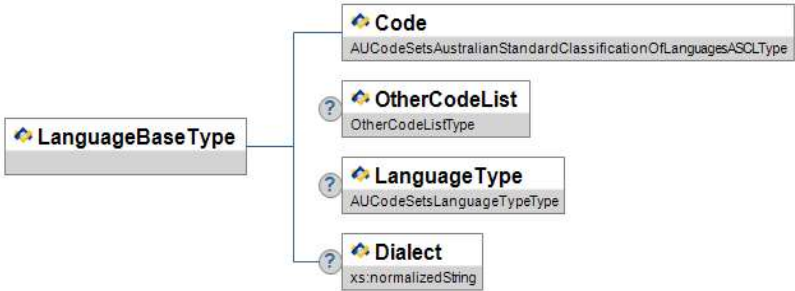 Code
AUCodeSetsAustralianStandardClassificationOfLanguagesASCLType
?
OtherCodeList
OtherCodeListType
LanguageBaseType
?
LanguageType
AUCodeSetsLanguageTypeType
?
Dialect
xs:normalizedString